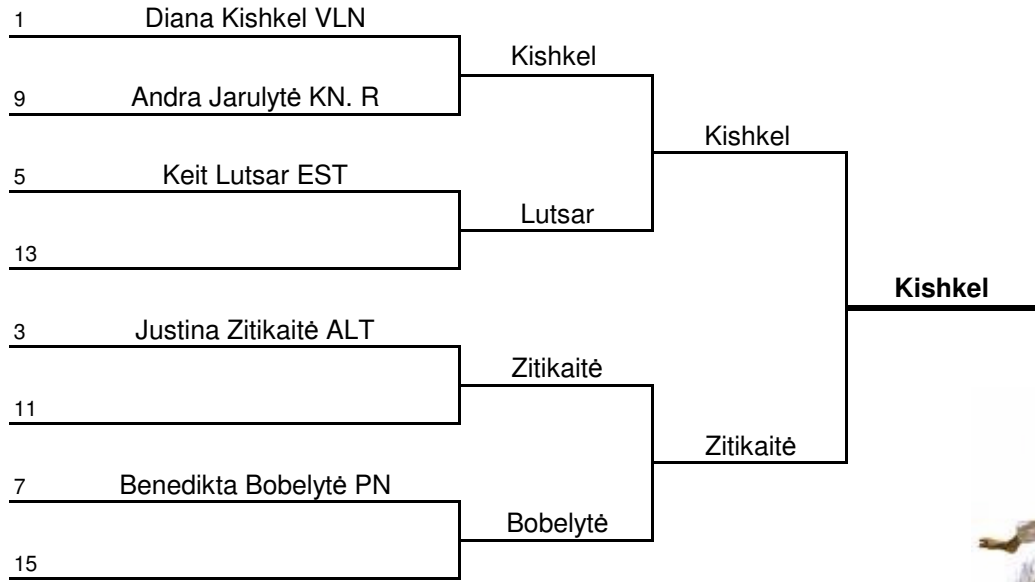 1 Diana Kishkel VLN
Kishkel
9 Andra Jarulytė KN. R
Kishkel
5 Keit Lutsar EST
Lutsar
13
Kishkel
3 Justina Zitikaitė ALT
Zitikaitė
11
Zitikaitė
7 Benedikta Bobelytė PN
Bobelytė
15